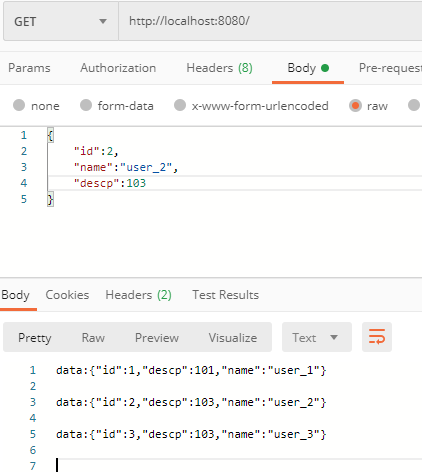 GET http://localhost:8080/
Params Authorization Headers (8) Body Pre-reques
none form-data x-www-form-urlencoded raw
1 {
2 "id":2,
3 "name":"user_2",
4 "descp":103
5 }
Body Cookies Headers (2) Test Results
Pretty Raw Preview Visualize Text
1 data:{"id":1,"descp":101,"name":"user_1"}
2
3 data:{"id":2,"descp":103,"name":"user_2"}
4
5 data:{"id":3,"descp":103,"name":"user_3"}
6
7